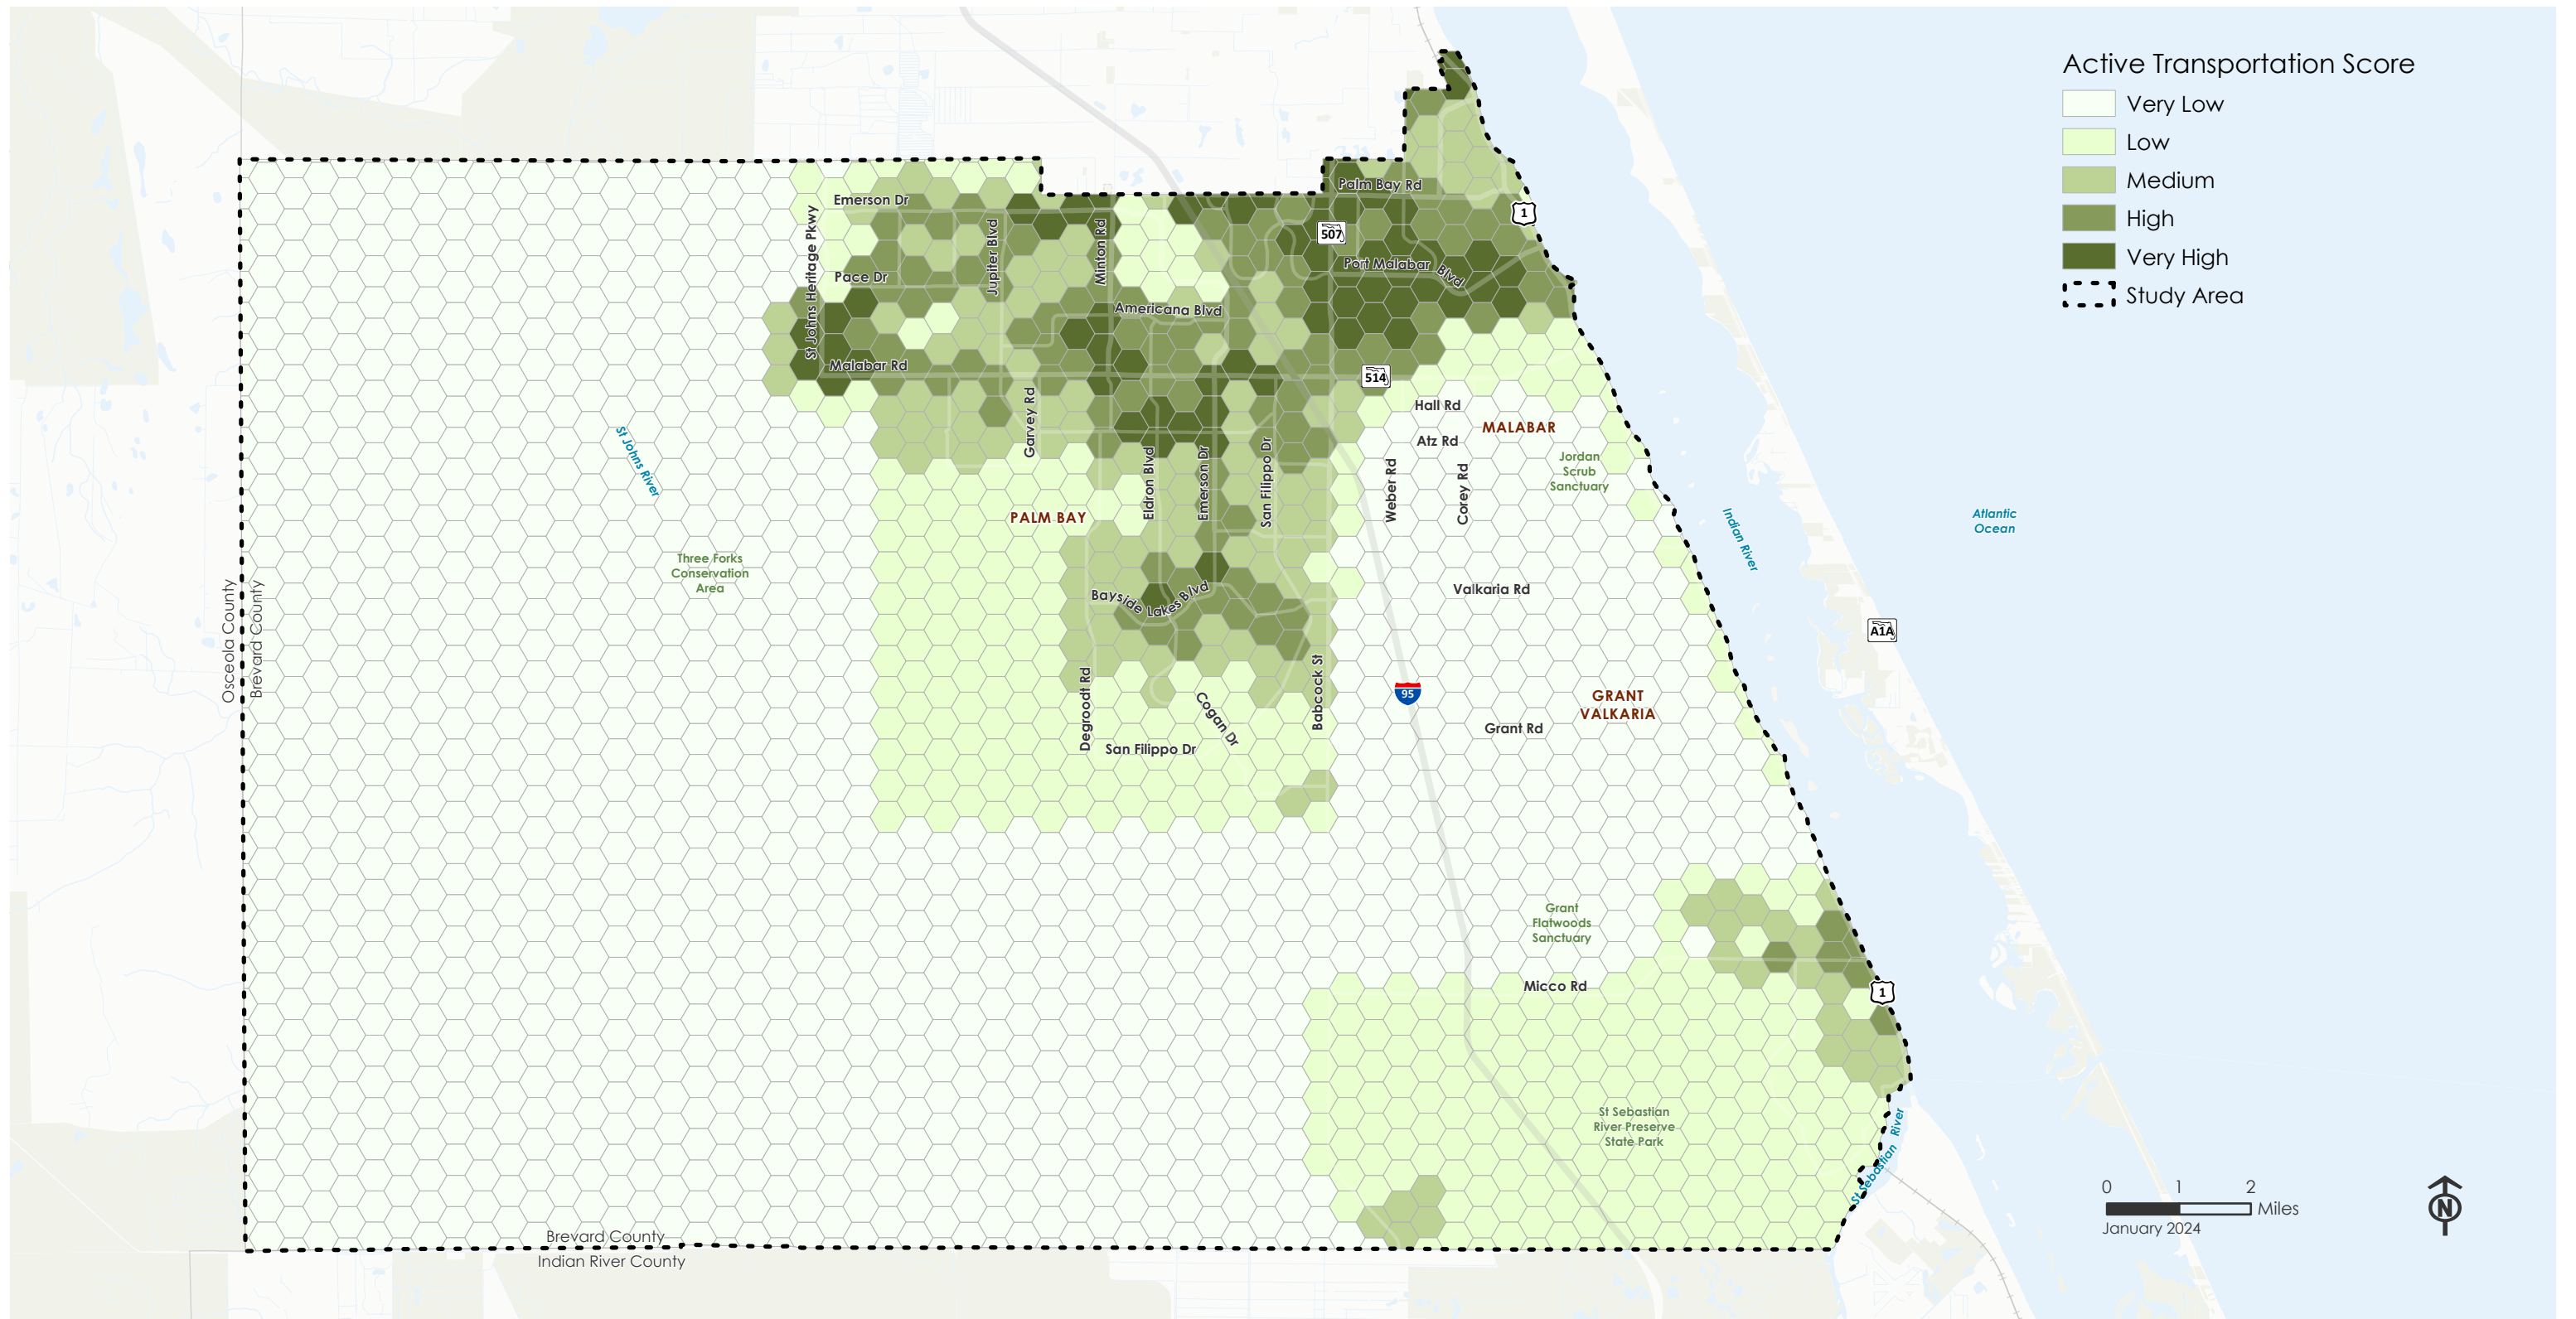 Active Transportation Score
Very Low
Low
Medium
High
Very High
Study Area
Palm Bay Rd
Emerson Dr
1
507
St Johns Heritage Pkwy
Jupiter Blvd
Minton Rd
Pace Dr
Port Malabar Blvd
Americana Blvd
Malabar Rd
514
Garvey Rd
Hall Rd
MALABAR
Atz Rd
St Johns River
Eldron Blvd
Emerson Dr
San Filippo Dr
Weber Rd
Corey Rd
Jordan
Scrub
Sanctuary
PALM BAY
Indian River
Atlantic
Ocean
Three Forks
Conservation
Area
Bayside Lakes Blvd
Valkaria Rd
Osceola County
Brevard County
A1A
Degroodt Rd
Cogan Dr
Babcock St
95
GRANT
VALKARIA
Grant Rd
San Filippo Dr
Grant
Flatwoods
Sanctuary
Micco Rd
1
St Sebastian
River Preserve
State Park
St Sebastian River
0 1 2
Miles
January 2024
N
Brevard County
Indian River County